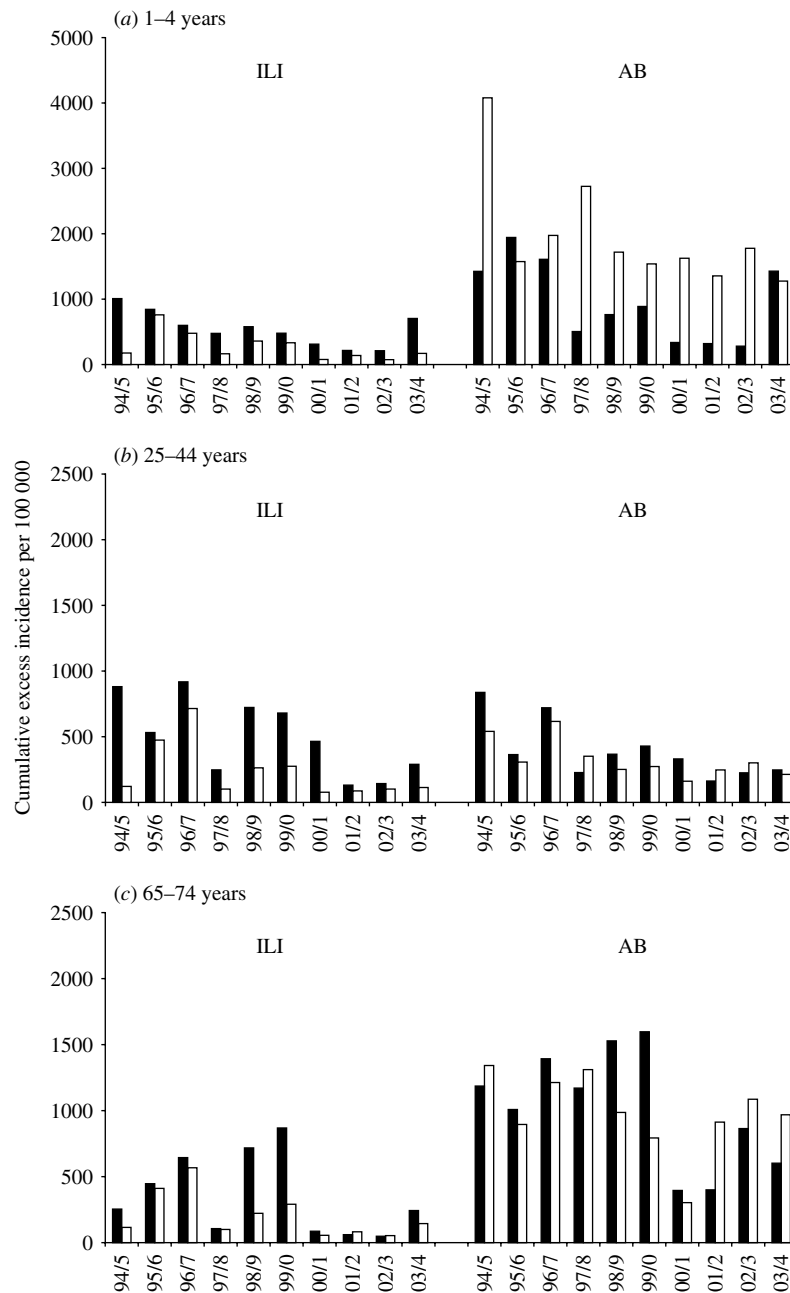 (a) 1–4 years
5000
4000
3000
2000
1000
0
ILI
AB
94/5 95/6 96/7 97/8 98/9 99/0 00/1 01/2 02/3 03/4 94/5 95/6 96/7 97/8 98/9 99/0 00/1 01/2 02/3 03/4
Cumulative excess incidence per 100 000
(b) 25–44 years
2500
2000
1500
1000
500
0
ILI
AB
94/5 95/6 96/7 97/8 98/9 99/0 00/1 01/2 02/3 03/4 94/5 95/6 96/7 97/8 98/9 99/0 00/1 01/2 02/3 03/4
(c) 65–74 years
2500
2000
1500
1000
500
0
ILI
AB
94/5 95/6 96/7 97/8 98/9 99/0 00/1 01/2 02/3 03/4 94/5 95/6 96/7 97/8 98/9 99/0 00/1 01/2 02/3 03/4